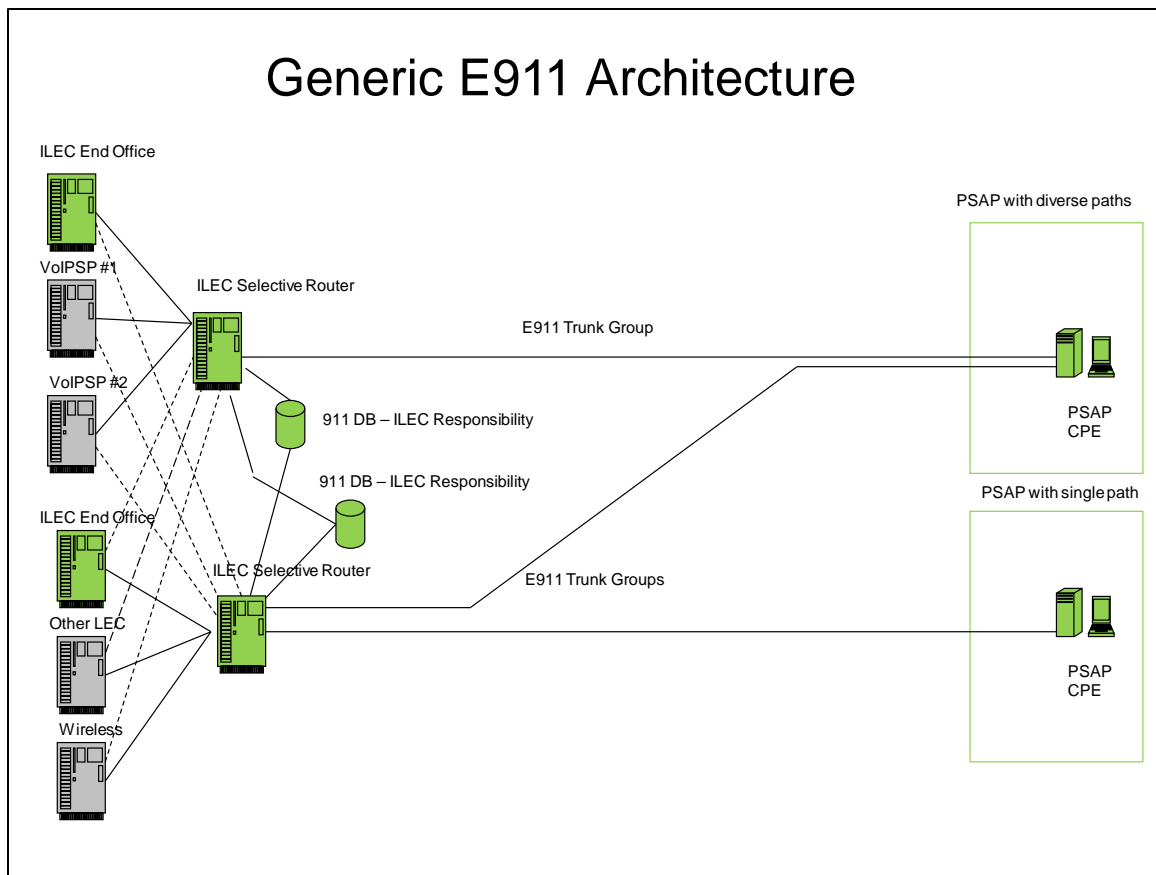 Generic E911 Architecture
ILEC End Office
PSAP with diverse paths
VoIPSP #1
ILEC Selective Router
E911 Trunk Group
VoIPSP #2
911 DB – ILEC Responsibility
PSAP
CPE
911 DB – ILEC Responsibility
PSAP with single path
ILEC End Office
ILEC Selective Router
E911 Trunk Groups
Other LEC
PSAP
CPE
Wireless